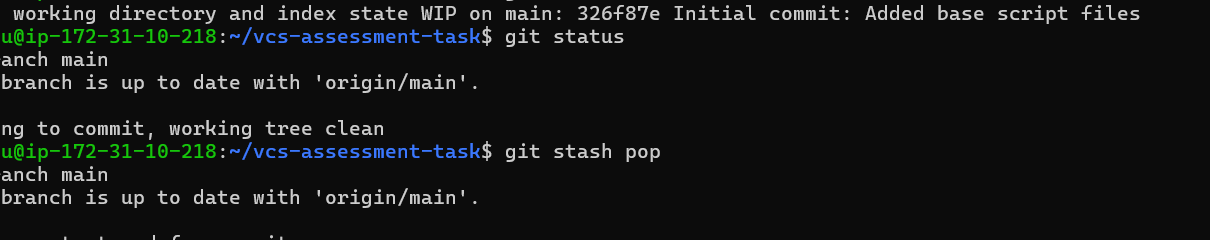 working directory and index state WIP on main: 326f87e Initial commit: Added base script files
u@ip-172-31-10-218:~/vcs-assessment-task$ git status
anch main
branch is up to date with 'origin/main'.
ng to commit, working tree clean
u@ip-172-31-10-218:~/vcs-assessment-task$ git stash pop
anch main
branch is up to date with 'origin/main'.